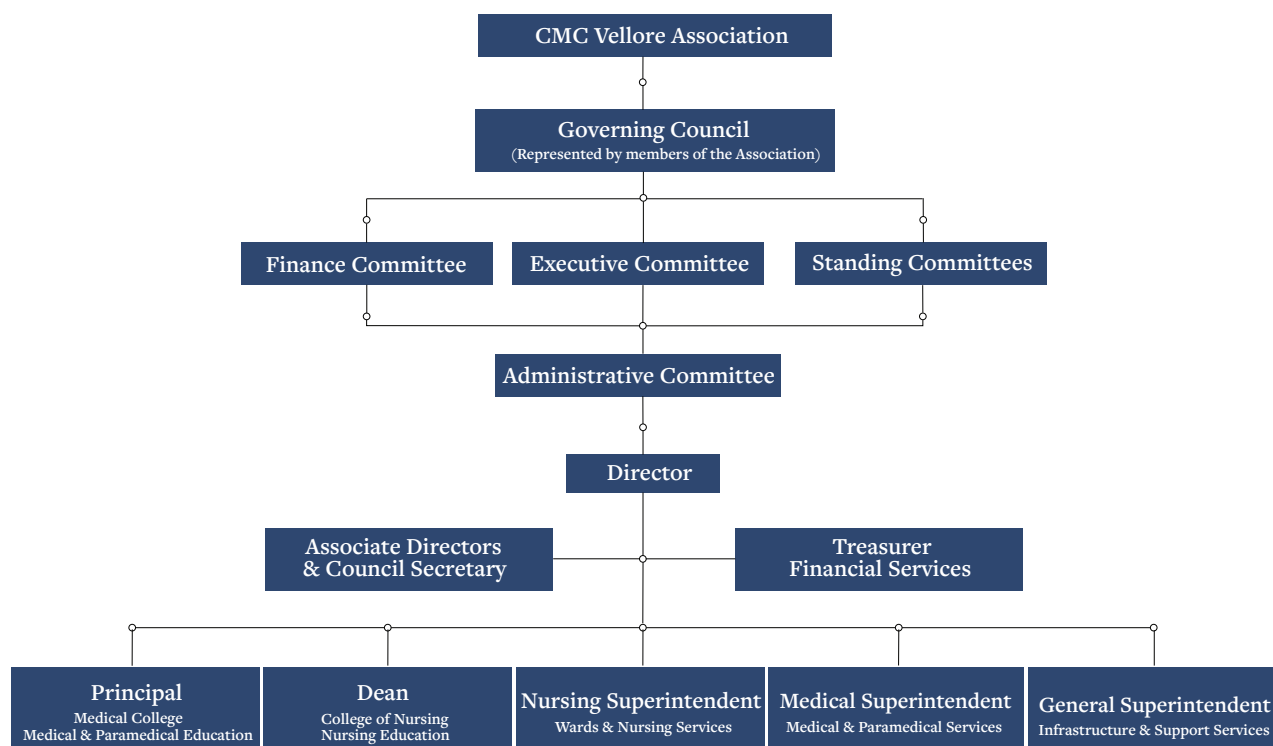 CMC Vellore Association
Governing Council
(Represented by members of the Association)
Finance Committee
Executive Committee
Standing Committees
Administrative Committee
Director
Associate Directors
& Council Secretary
Treasurer
Financial Services
Principal
Medical College
Medical & Paramedical Education
Dean
College of Nursing
Nursing Education
Nursing Superintendent
Wards & Nursing Services
Medical Superintendent
Medical & Paramedical Services
General Superintendent
Infrastructure & Support Services